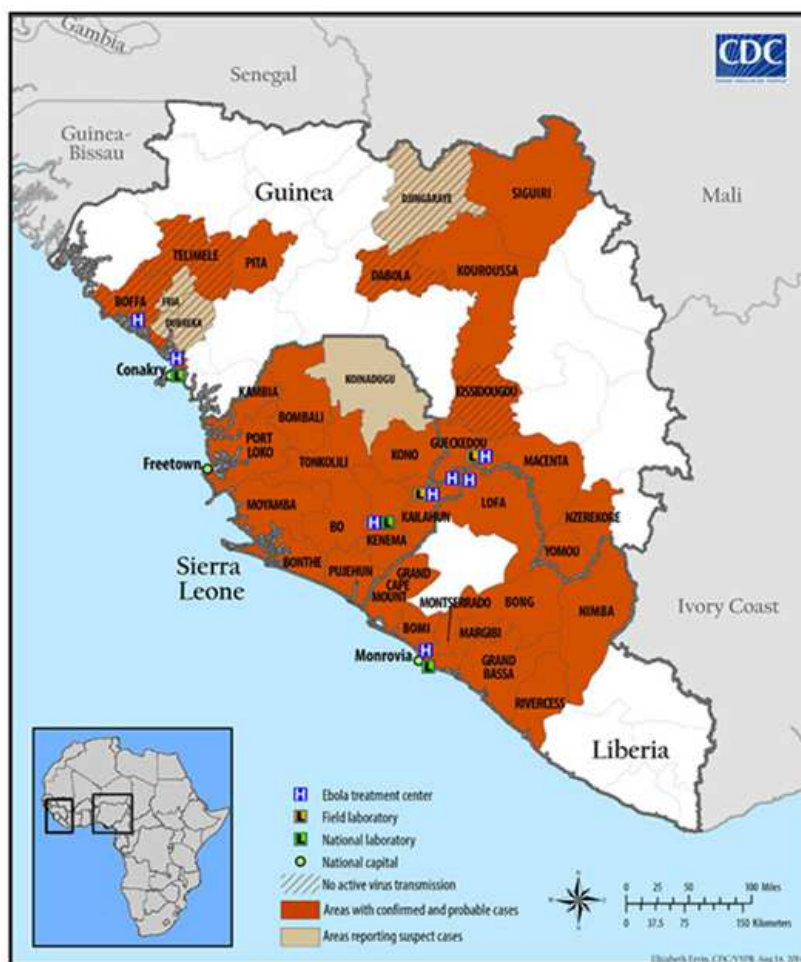 Gambia
Senegal
CDC
Guinea-
Bissau
Guinea
Mali
DJINGARAYE
SIGUIRI
TELIMELE
PITA
DABOLA
KOUROUSSA
BOFFA
FRIA
DUBREKA
Conakry
KOINADUGU
KISSIDOUGOU
KAMBIA
BOMBALI
PORT
LOKO
TONKOLILI
KONO
GUECKEDOU
MACENTA
Freetown
MOYAMBA
BO
KAILAHUN
LOFA
NZEREKORE
KENEMA
YOMOU
BONTHE
PUJEHUN
Sierra
Leone
GRAND
CAPE
MOUNT
MONTSERRADO
BONG
NIMBA
Ivory Coast
BOMI
MARGIBI
Monrovia
GRAND
BASSA
RIVERCESS
Liberia
H Ebola treatment center
L Field laboratory
L National laboratory
National capital
No active virus transmission
Areas with confirmed and probable cases
Areas reporting suspect cases
0 25 50 100 Miles
0 37.5 75 150 Kilometers